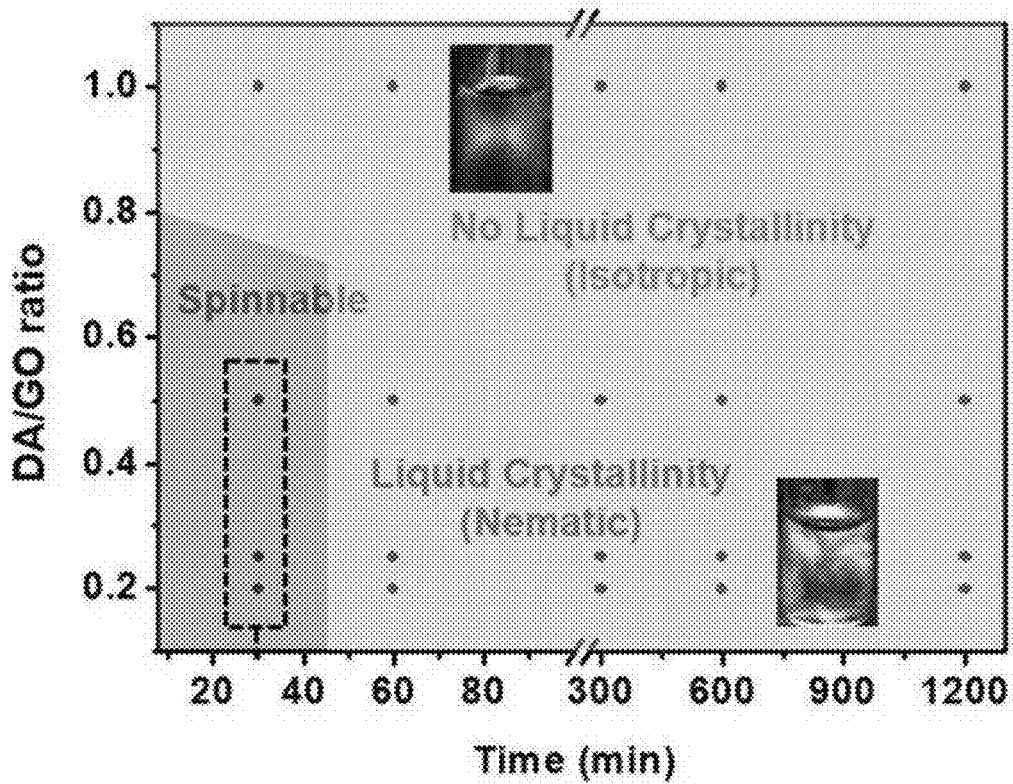 1.0
0.8
0.6
0.4
0.2
DA/GO ratio
No Liquid Crystallinity
(Isotropic)
Spinnable
Liquid Crystallinity
(Nematic)
20 40 60 80 300 600 900 1200
Time (min)